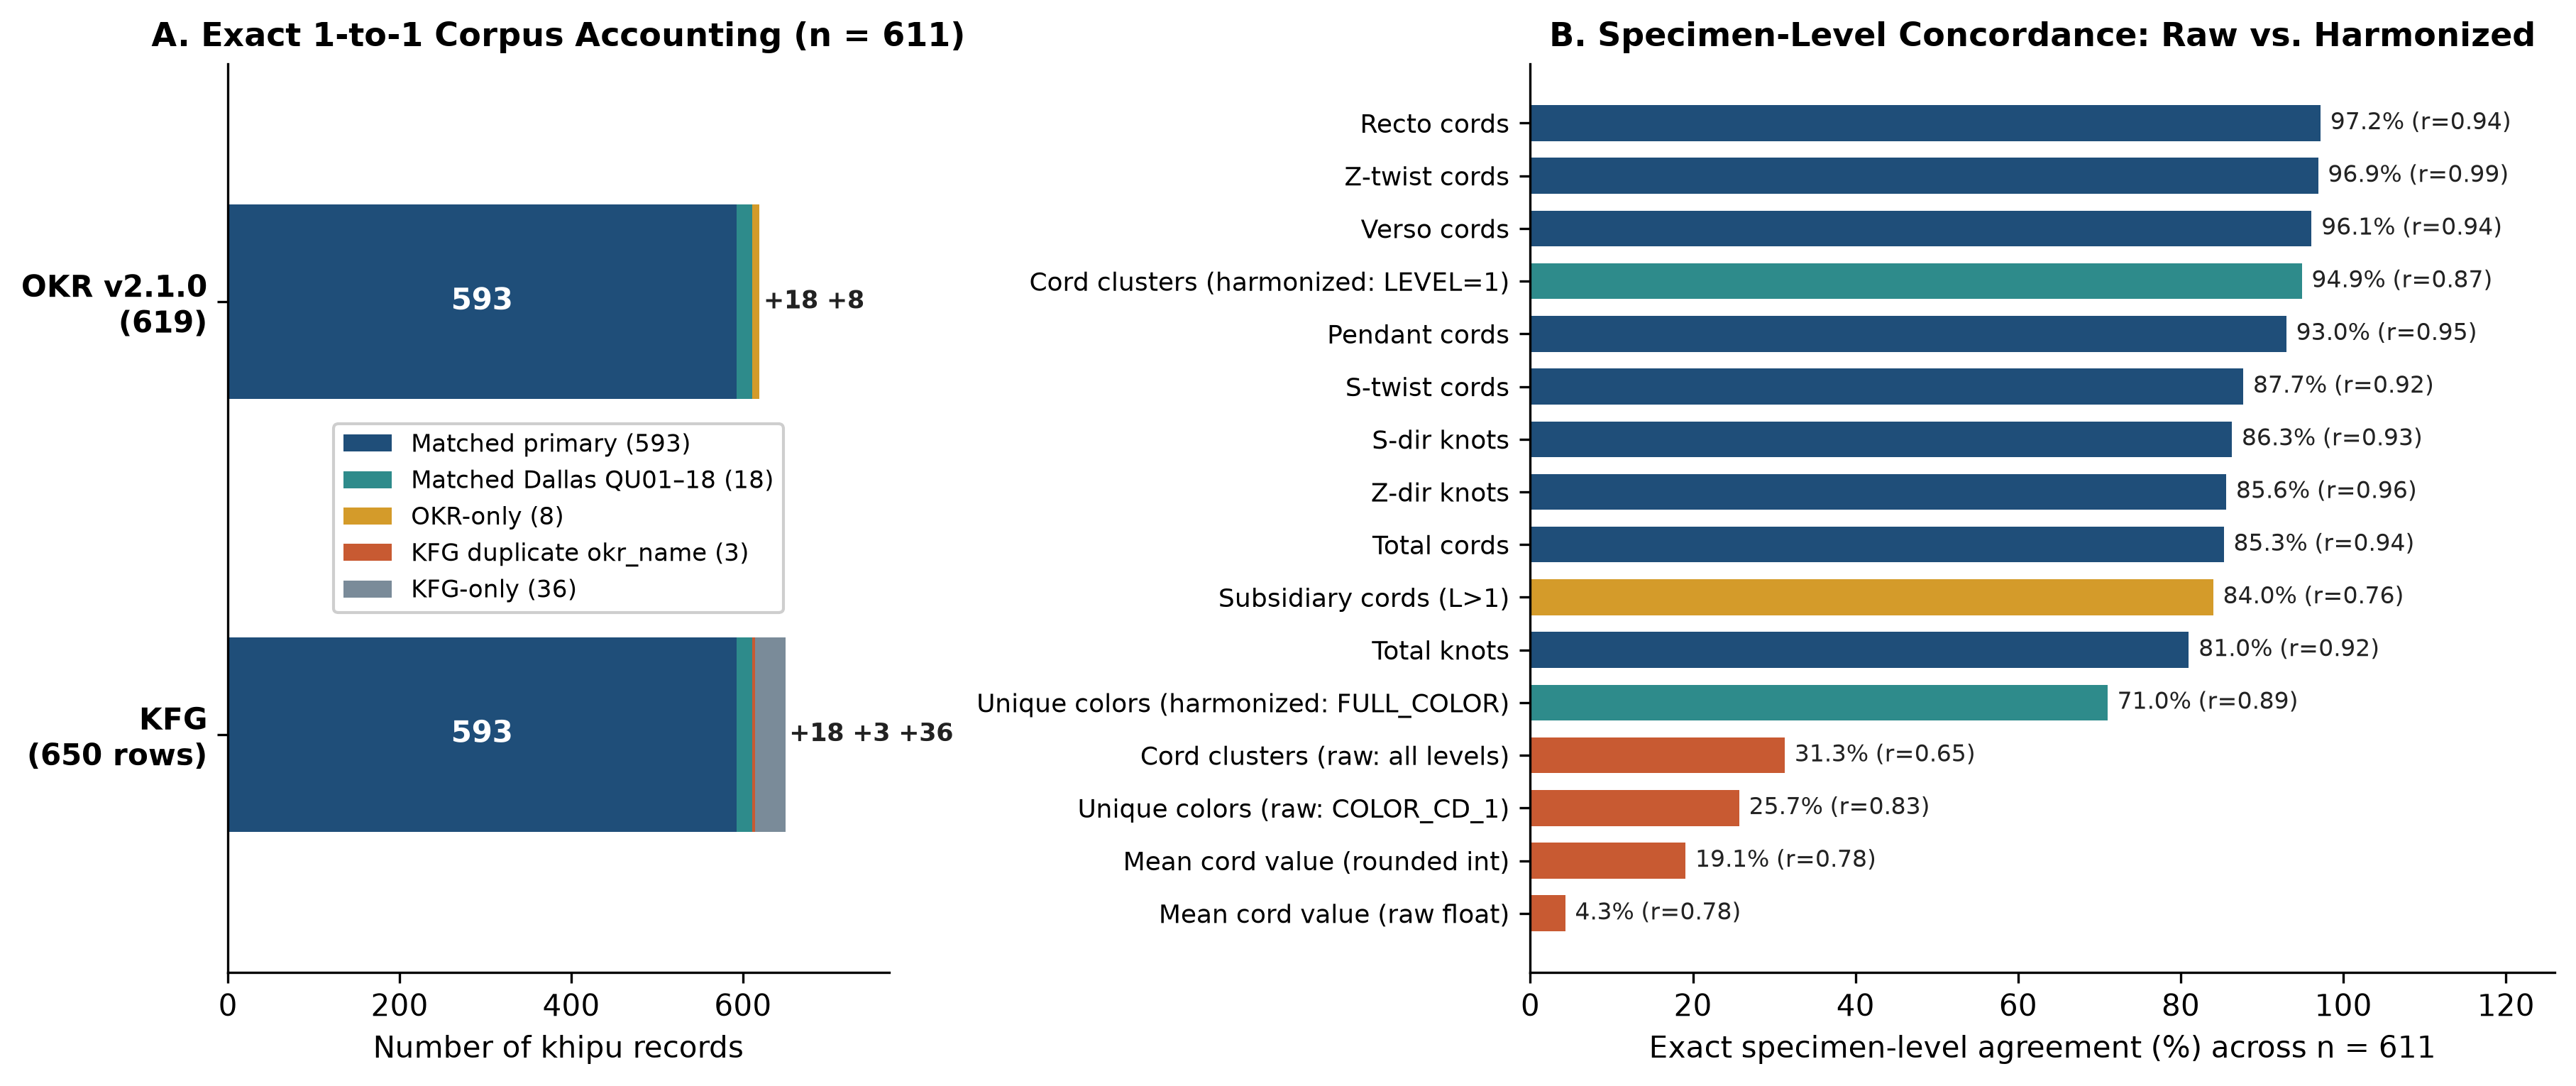 A. Exact 1-to-1 Corpus Accounting (n = 611)
OKR v2.1.0
(619)
593
+18 +8
Matched primary (593)
Matched Dallas QU01–18 (18)
OKR-only (8)
KFG duplicate okr_name (3)
KFG-only (36)
KFG
(650 rows)
593
+18 +3 +36
0 200 400 600
Number of khipu records
B. Specimen-Level Concordance: Raw vs. Harmonized
Recto cords 97.2% (r=0.94)
Z-twist cords 96.9% (r=0.99)
Verso cords 96.1% (r=0.94)
Cord clusters (harmonized: LEVEL=1) 94.9% (r=0.87)
Pendant cords 93.0% (r=0.95)
S-twist cords 87.7% (r=0.92)
S-dir knots 86.3% (r=0.93)
Z-dir knots 85.6% (r=0.96)
Total cords 85.3% (r=0.94)
Subsidiary cords (L>1) 84.0% (r=0.76)
Total knots 81.0% (r=0.92)
Unique colors (harmonized: FULL_COLOR) 71.0% (r=0.89)
Cord clusters (raw: all levels) 31.3% (r=0.65)
Unique colors (raw: COLOR_CD_1) 25.7% (r=0.83)
Mean cord value (rounded int) 19.1% (r=0.78)
Mean cord value (raw float) 4.3% (r=0.78)
0 20 40 60 80 100 120
Exact specimen-level agreement (%) across n = 611